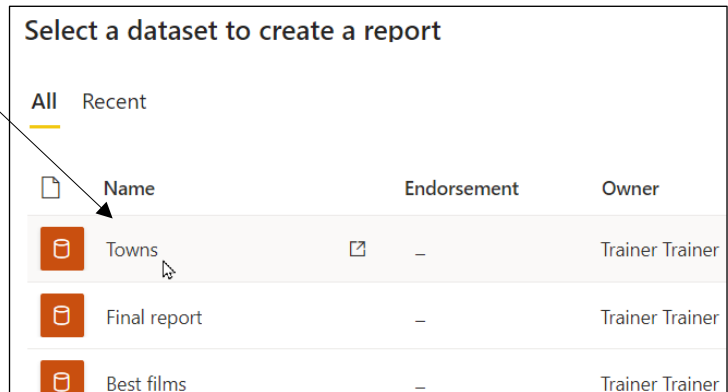 Select a dataset to create a report
All Recent
Name Endorsement Owner
Towns – Trainer Trainer
Final report – Trainer Trainer
Best films – Trainer Trainer